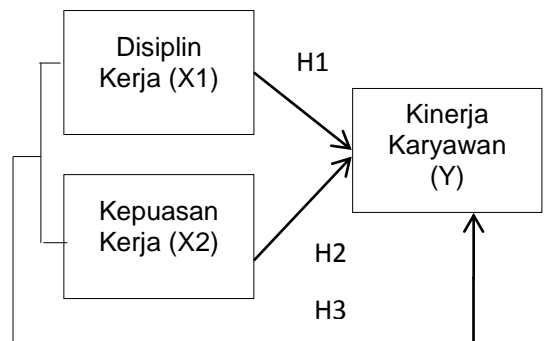 Disiplin
Kerja (X1)
H1
Kinerja
Karyawan
(Y)
Kepuasan
Kerja (X2)
H2
H3